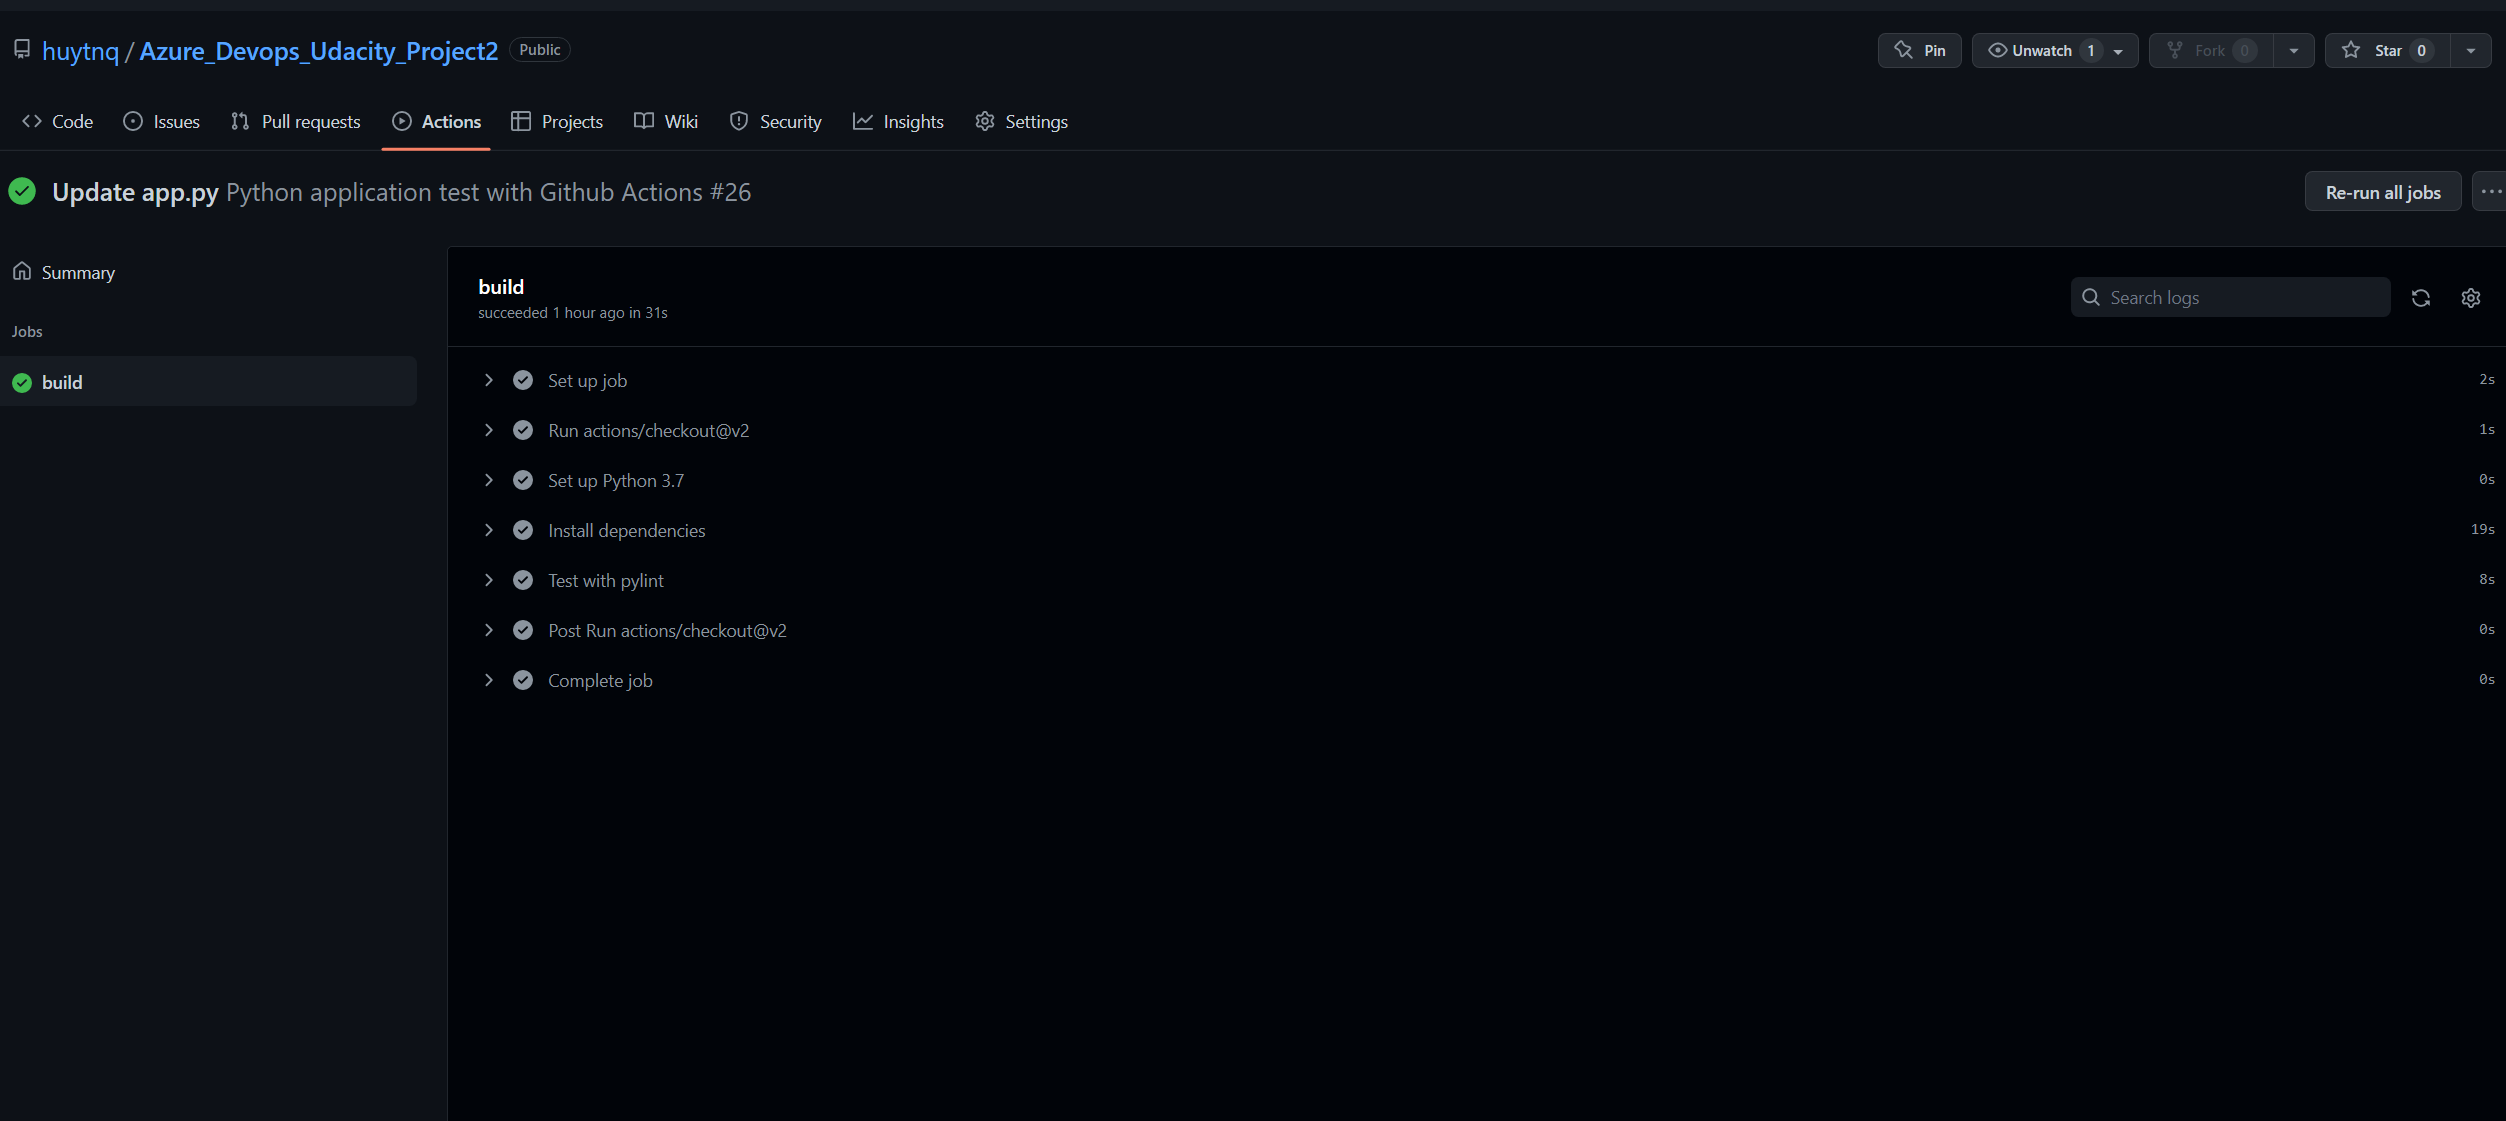 huytnq / Azure_Devops_Udacity_Project2 Public Pin Unwatch 1 Fork 0 Star 0
Code Issues Pull requests Actions Projects Wiki Security Insights Settings
Update app.py Python application test with Github Actions #26 Re-run all jobs ...
Summary
Jobs
build
build
succeeded 1 hour ago in 31s
Search logs
Set up job 2s
Run actions/checkout@v2 1s
Set up Python 3.7 0s
Install dependencies 19s
Test with pylint 8s
Post Run actions/checkout@v2 0s
Complete job 0s